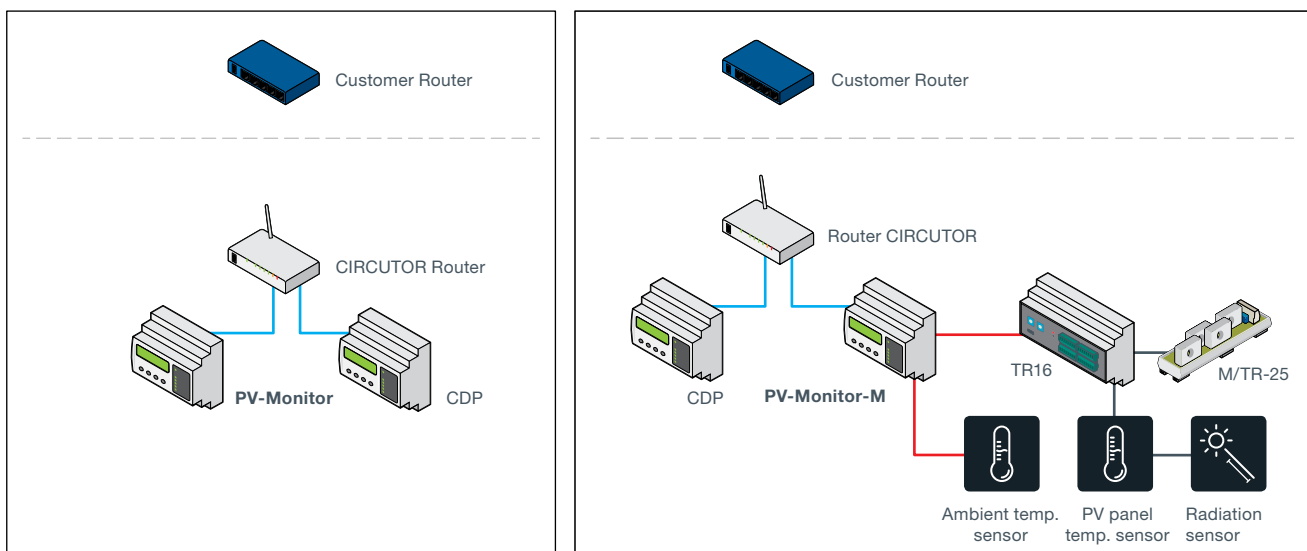 Customer Router
CIRCUTOR Router
PV-Monitor
CDP
Customer Router
Router CIRCUTOR
CDP
PV-Monitor-M
TR16
M/TR-25
Ambient temp.
sensor
PV panel
temp. sensor
Radiation
sensor